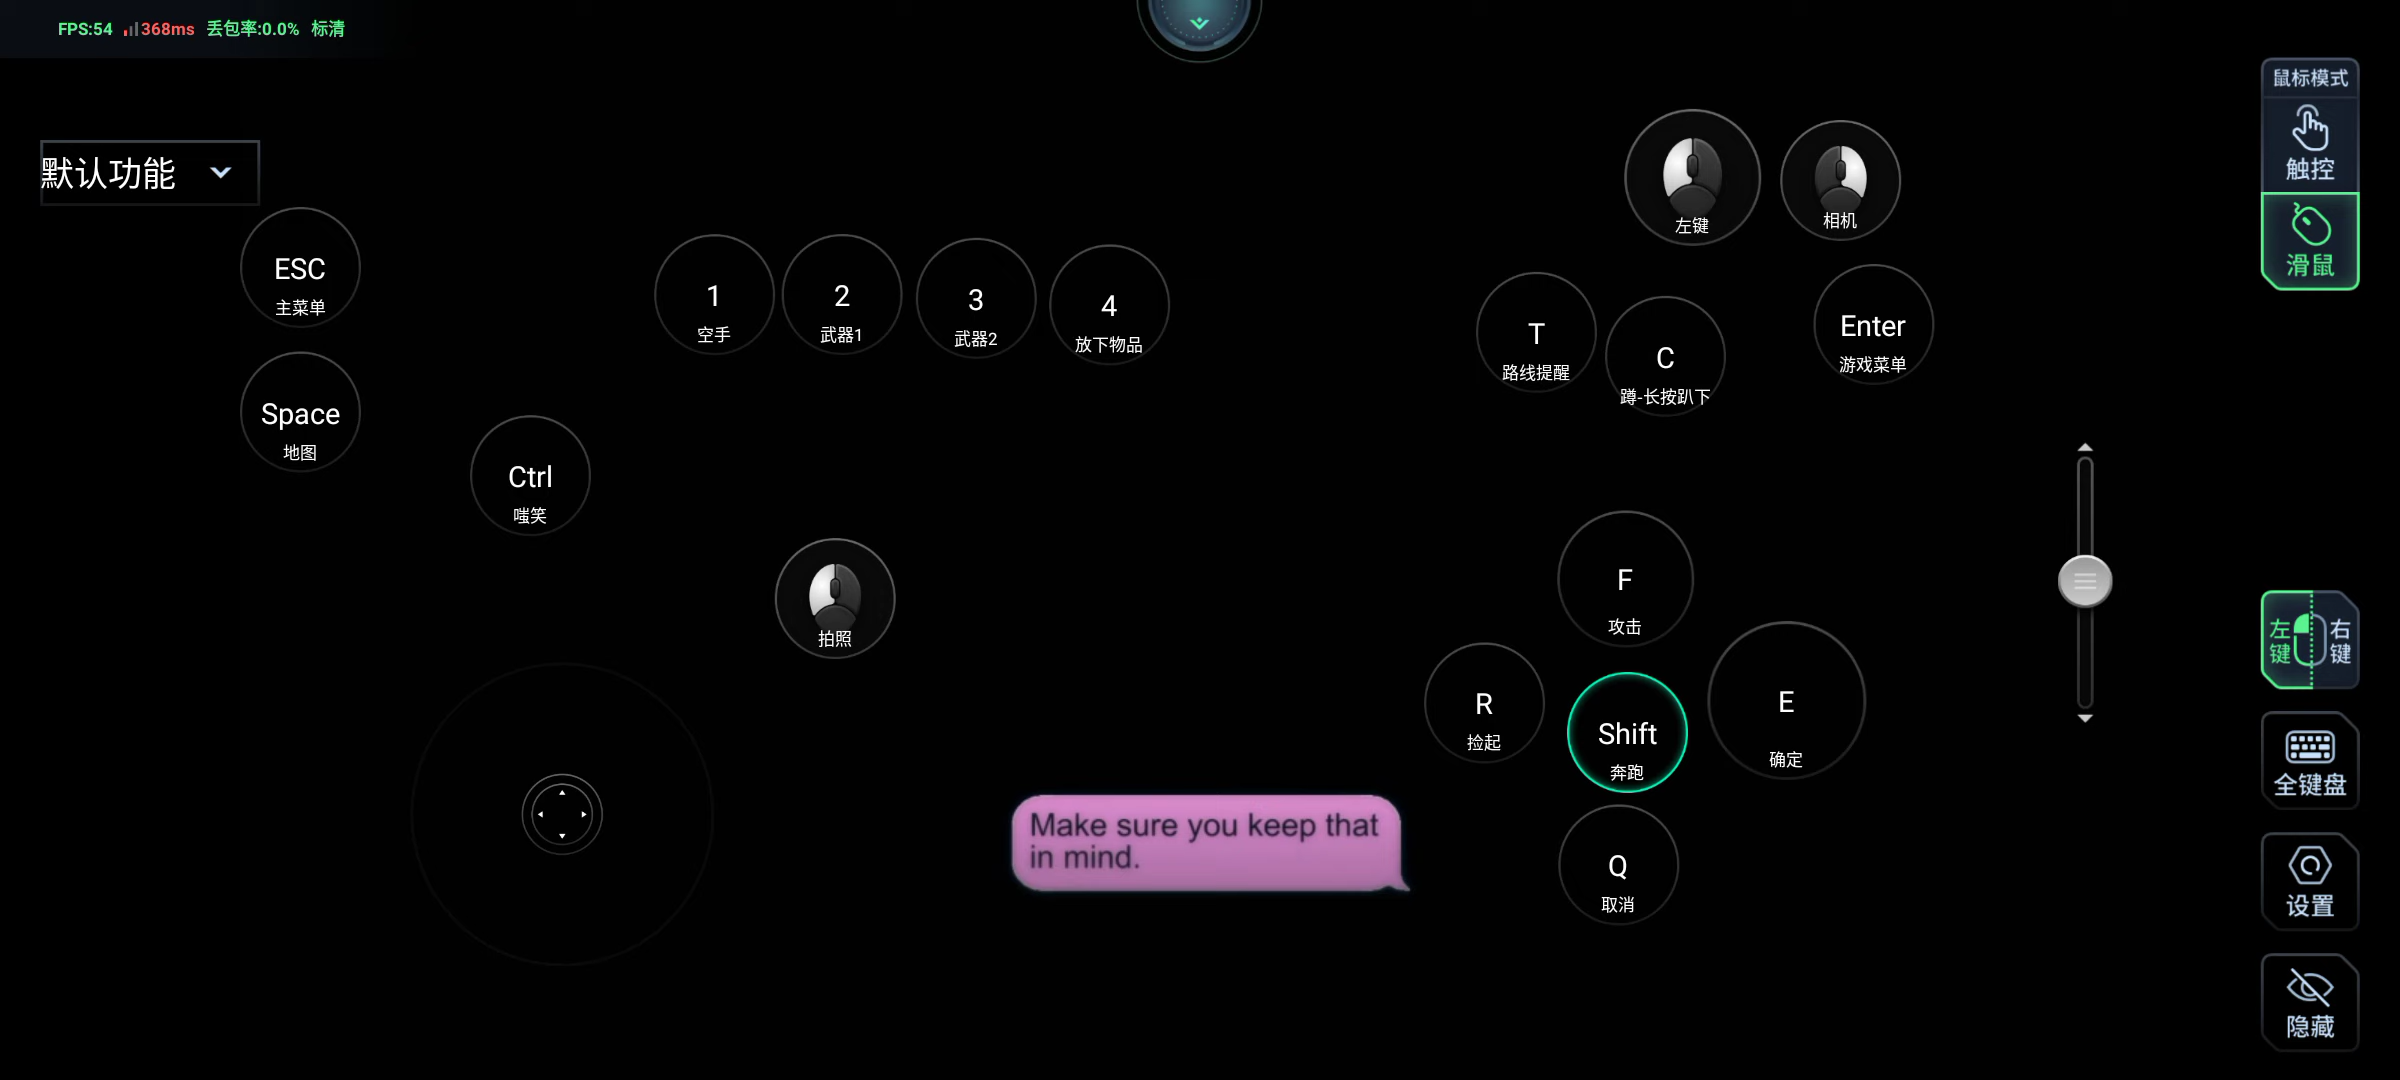 FPS:54 368ms 丢包率:0.0% 标清
鼠标模式
触控
滑鼠
默认功能
左键
相机
ESC
主菜单
1
空手
2
武器1
3
武器2
4
放下物品
T
路线提醒
C
蹲-长按趴下
Enter
游戏菜单
Space
地图
Ctrl
嗤笑
拍照
F
攻击
左键
右键
R
捡起
Shift
奔跑
E
确定
全键盘
Make sure you keep that
in mind.
Q
取消
设置
隐藏